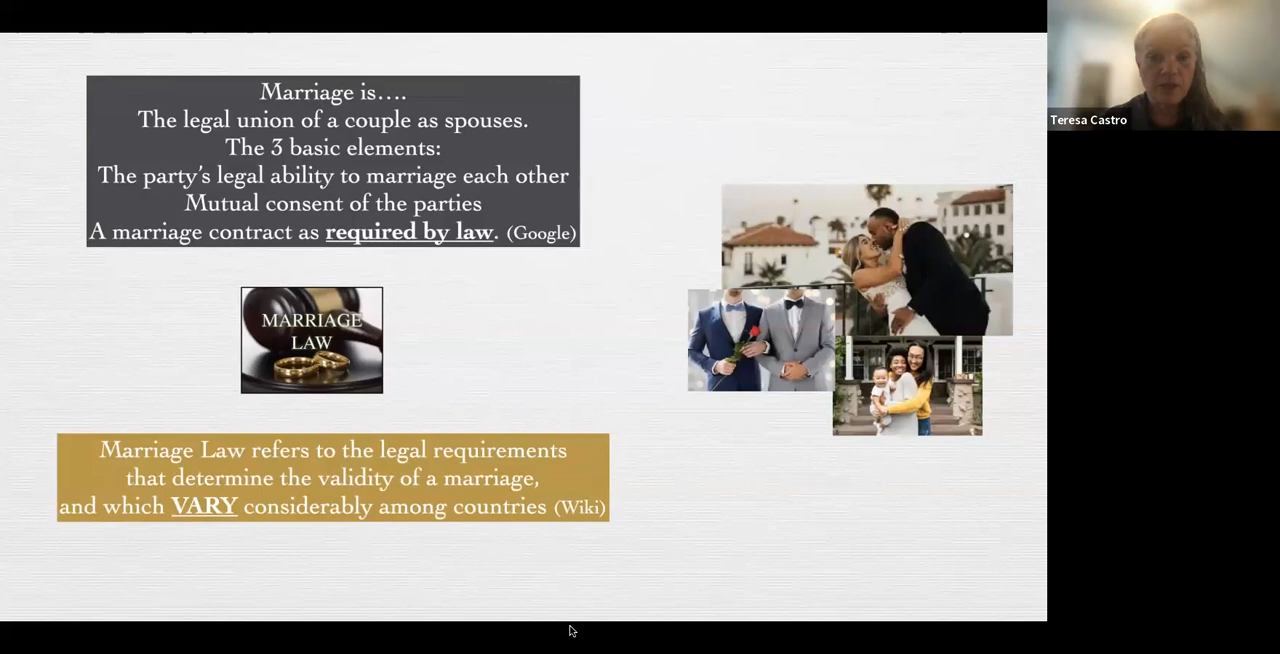 Marriage is….
The legal union of a couple as spouses.
The 3 basic elements:
The party's legal ability to marriage each other
Mutual consent of the parties
A marriage contract as required by law. (Google)
MARRIAGE
LAW
Marriage Law refers to the legal requirements
that determine the validity of a marriage,
and which VARY considerably among countries (Wiki)
Teresa Castro